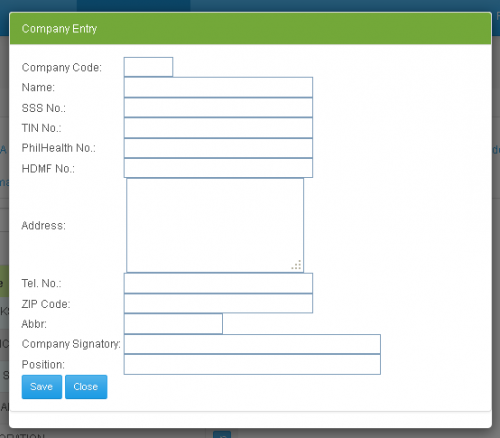 Company Entry
Company Code:
Name:
SSS No.:
TIN No.:
PhilHealth No.:
HDMF No.:
Address:
Tel. No.:
ZIP Code:
Abbr:
Company Signatory:
Position:
Save Close